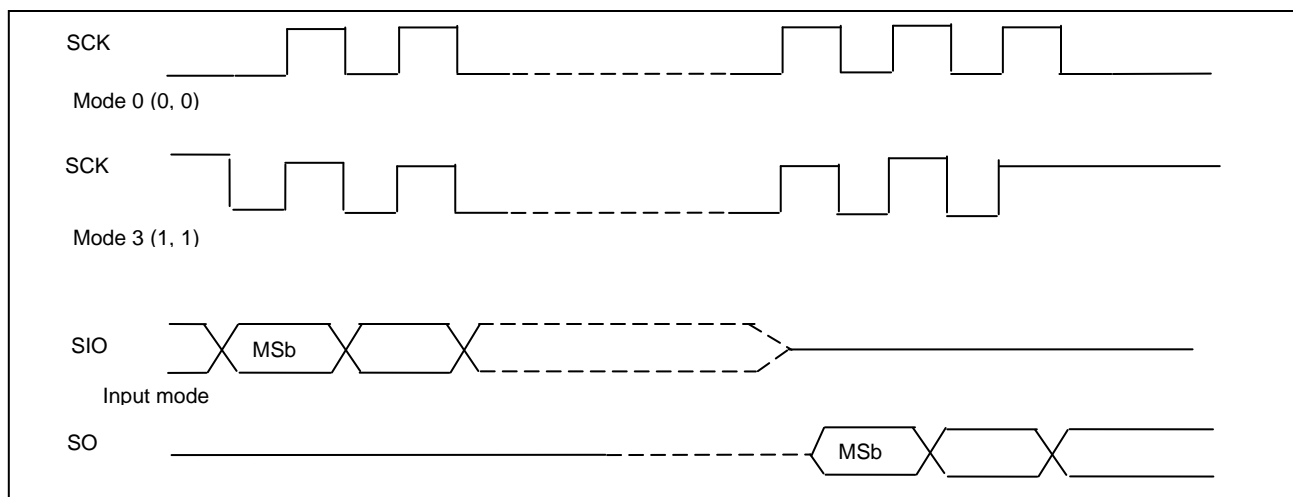 SCK
Mode 0 (0, 0)
SCK
Mode 3 (1, 1)
SIO
MSb
Input mode
SO
MSb